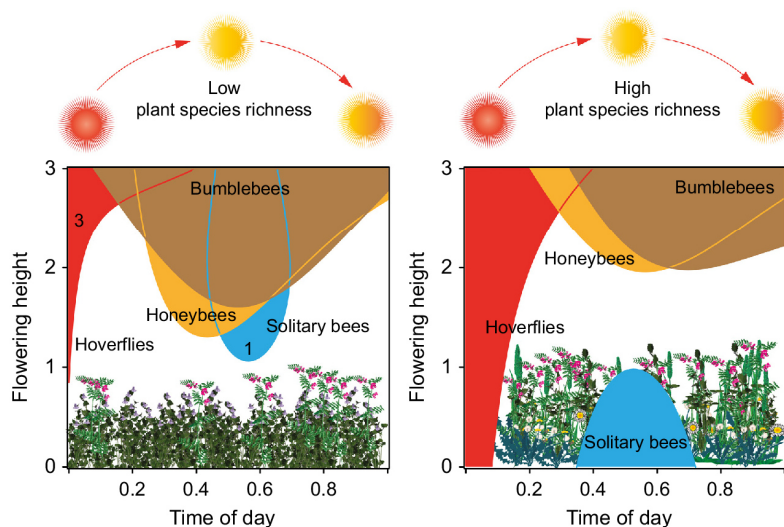 Low
plant species richness
3
Bumblebees
3
2
Honeybees
Solitary bees
Hoverflies
1
1
0
Flowering height
0.2 0.4 0.6 0.8
Time of day
High
plant species richness
3
Bumblebees
2
Honeybees
Hoverflies
1
Solitary bees
0
Flowering height
0.2 0.4 0.6 0.8
Time of day